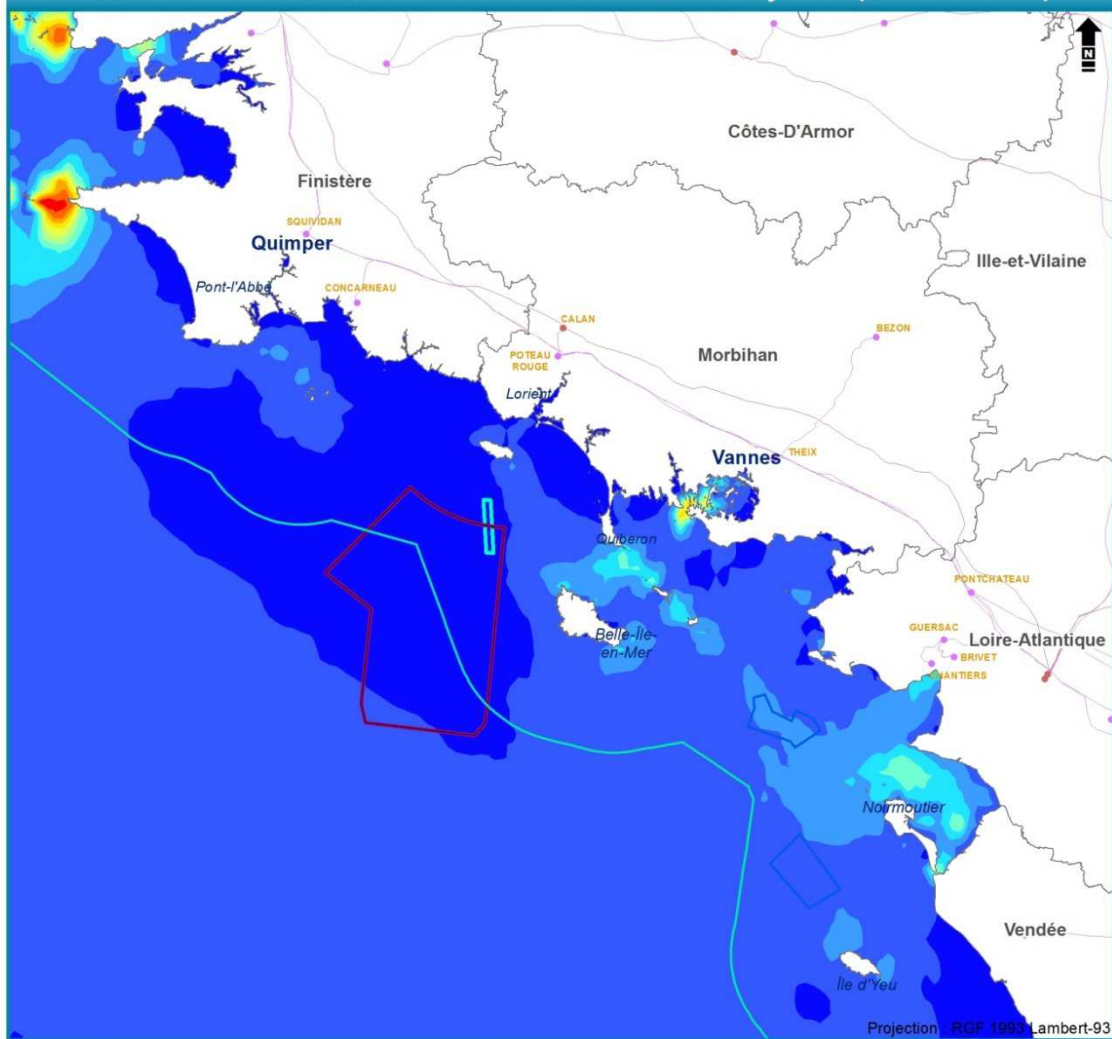 N
Côtes-D'Armor
Finistère
SQUIVIDAN
Quimper
Ille-et-Vilaine
Pont-l'Abbé
CONCARNEAU
CALAN
BEZON
POTEAU
ROUGE
Morbihan
Lorient
Vannes
THEIX
Quiberon
PONTCHATEAU
GUERSAC
Belle-Île-
en-Mer
Loire-Atlantique
BRIVET
Noirmoutier
Vendée
Île d'Yeu
Projection : RGF 1993 Lambert-93